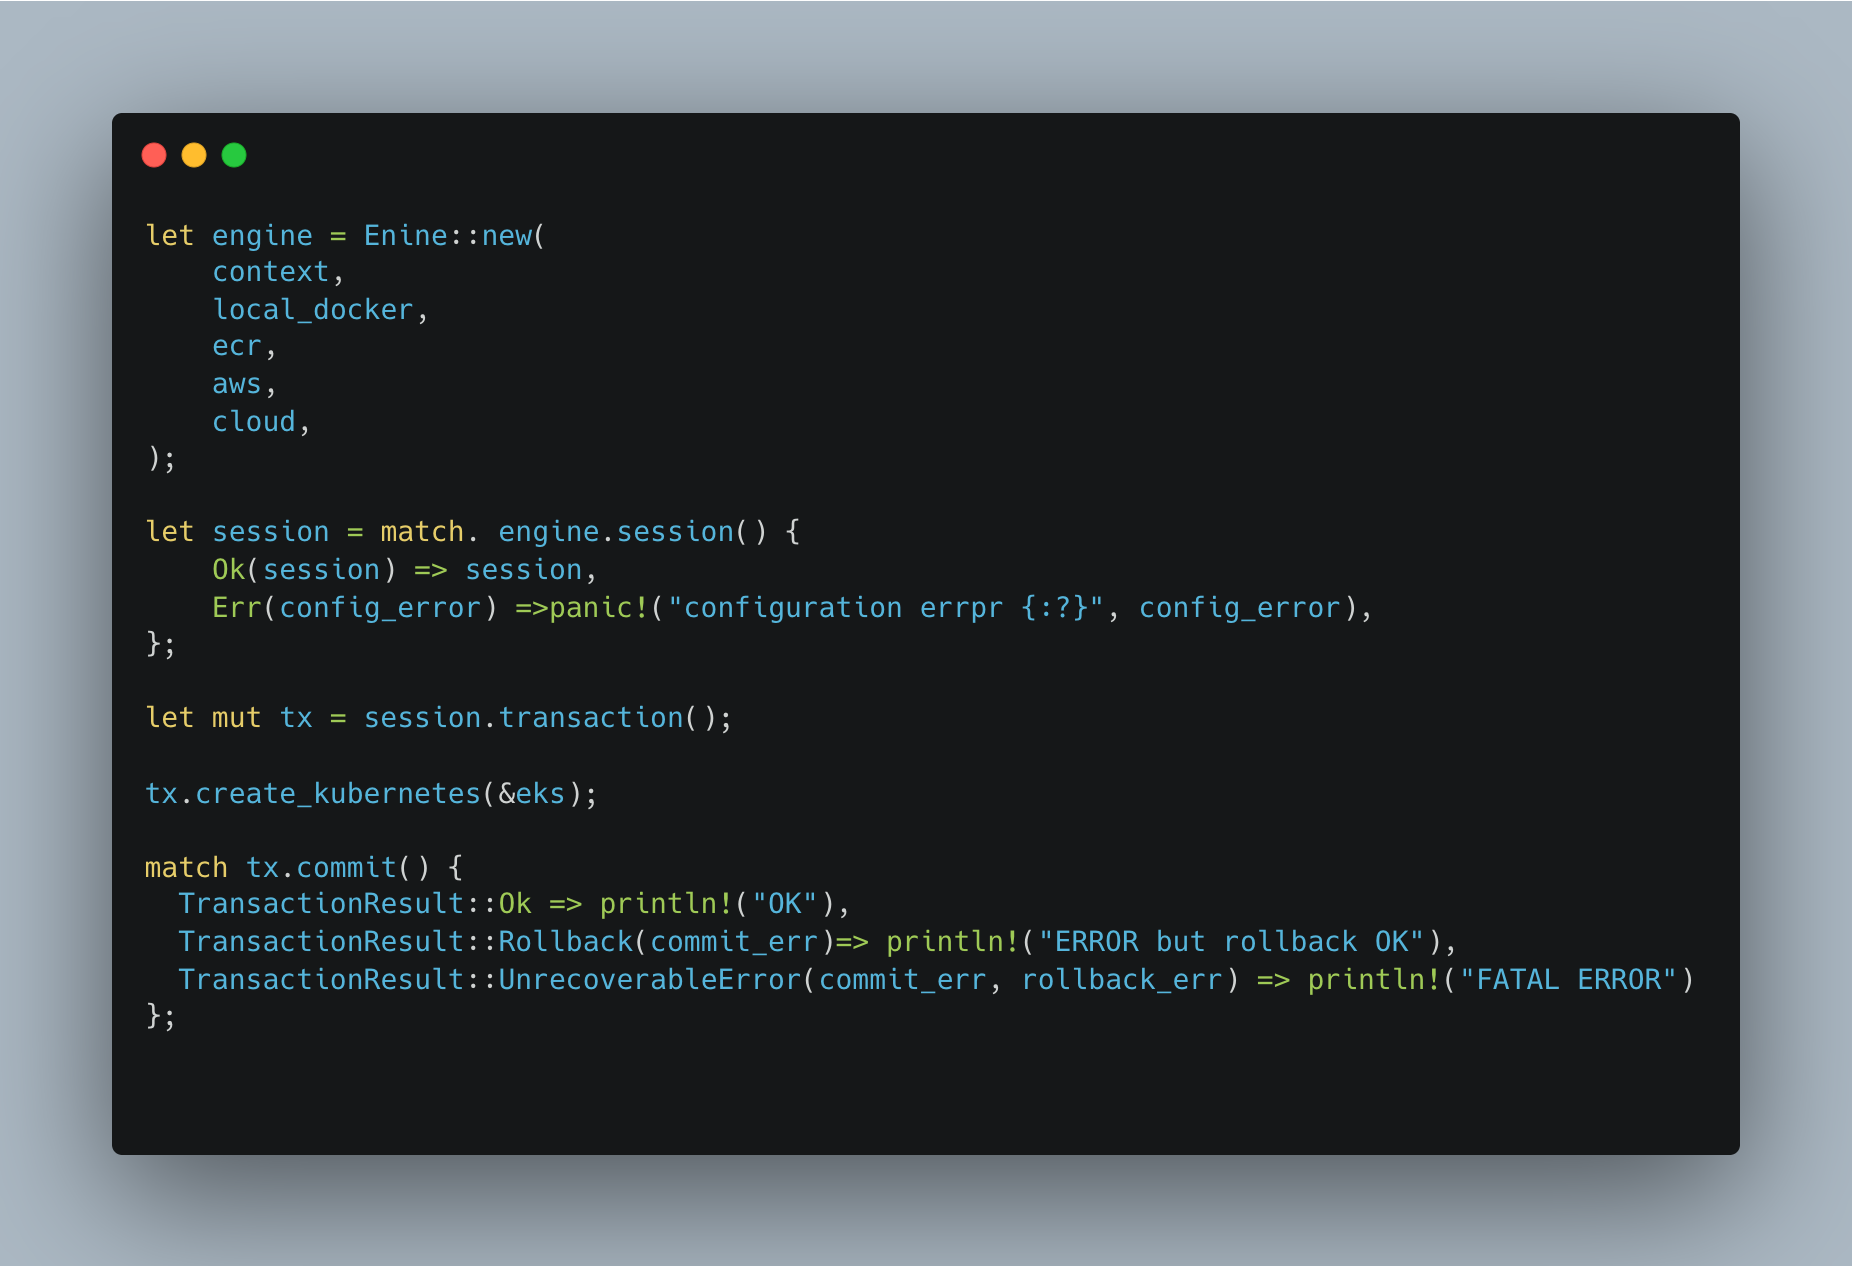 let engine = Enine::new(
    context,
    local_docker,
    ecr,
    aws,
    cloud,
);

let session = match. engine.session() {
    Ok(session) => session,
    Err(config_error) =>panic!("configuration errpr {:?}", config_error),
};

let mut tx = session.transaction();

tx.create_kubernetes(&eks);

match tx.commit() {
  TransactionResult::Ok => println!("OK"),
  TransactionResult::Rollback(commit_err)=> println!("ERROR but rollback OK"),
  TransactionResult::UnrecoverableError(commit_err, rollback_err) => println!("FATAL ERROR")
};